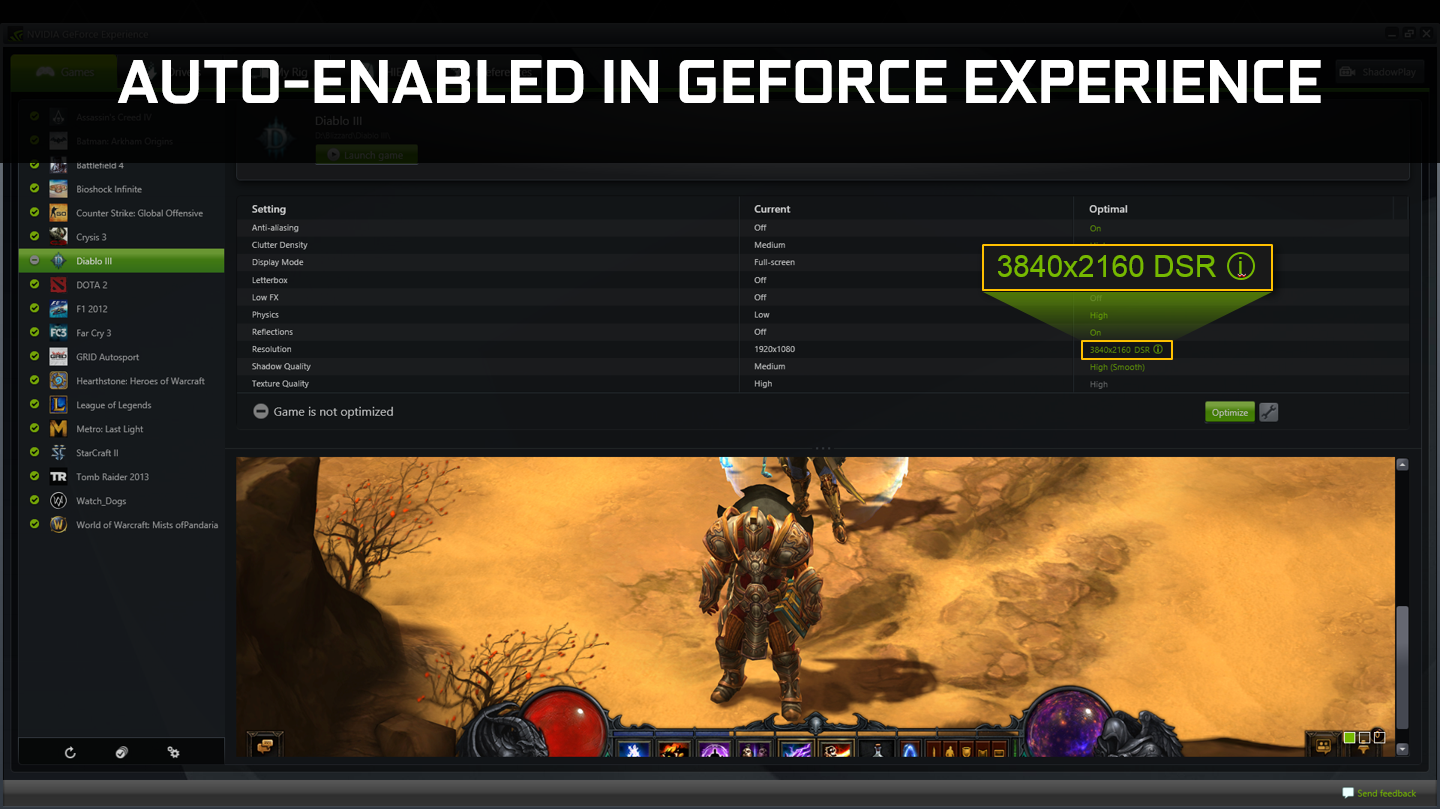 NVIDIA GeForce Experience
Games
AUTO-ENABLED IN GEFORCE EXPERIENCE
ShadowPlay
Assassin's Creed IV
Batman: Arkham Origins
Battlefield 4
Bioshock Infinite
Counter Strike: Global Offensive
Crysis 3
Diablo III
DOTA 2
F1 2012
Far Cry 3
GRID Autosport
Hearthstone: Heroes of Warcraft
League of Legends
Metro: Last Light
StarCraft II
Tomb Raider 2013
Watch_Dogs
World of Warcraft: Mists ofPandaria
Diablo III
Launch game
Setting Current Optimal
Anti-aliasing Off On
Clutter Density Medium
Display Mode Full-screen
3840x2160 DSR
Letterbox Off
Low FX Off Off
Physics Low High
Reflections Off On
Resolution 1920x1080 3840x2160 DSR
Shadow Quality Medium High (Smooth)
Texture Quality High High
Game is not optimized
Optimize
Send feedback